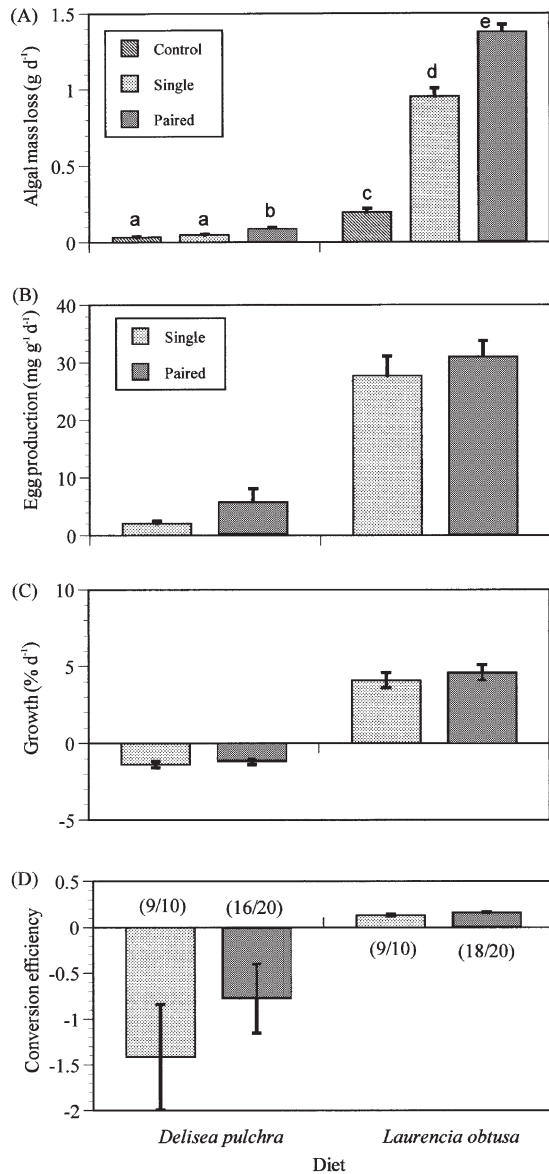 (A)
Algal mass loss (g d⁻¹)
1.5
1
0.5
0
Control
Single
Paired
a
a
b
c
d
e
(B)
Egg production (mg g⁻¹ d⁻¹)
40
30
20
10
0
Single
Paired
(C)
Growth (% d⁻¹)
10
5
0
-5
(D)
Conversion efficiency
0.5
0
-0.5
-1
-1.5
-2
(9/10)
(16/20)
(9/10)
(18/20)
Delisea pulchra
Laurencia obtusa
Diet